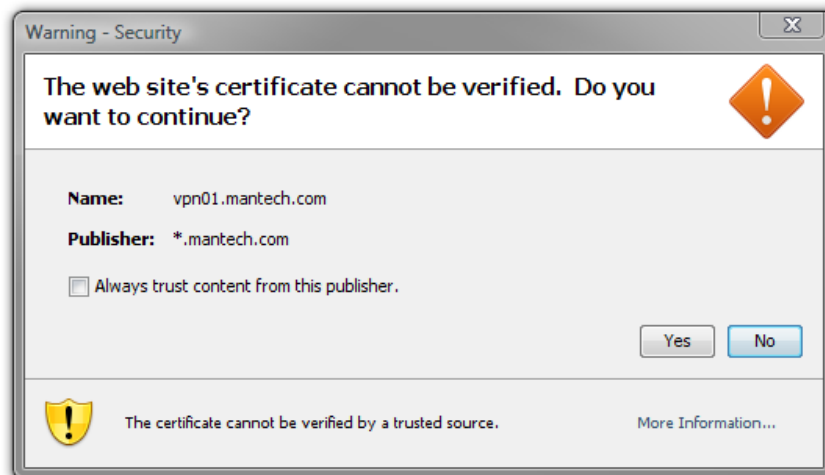 Warning - Security
The web site's certificate cannot be verified.  Do you
want to continue?
Name: vpn01.mantech.com
Publisher: *.mantech.com
Always trust content from this publisher.
Yes No
The certificate cannot be verified by a trusted source. More Information...